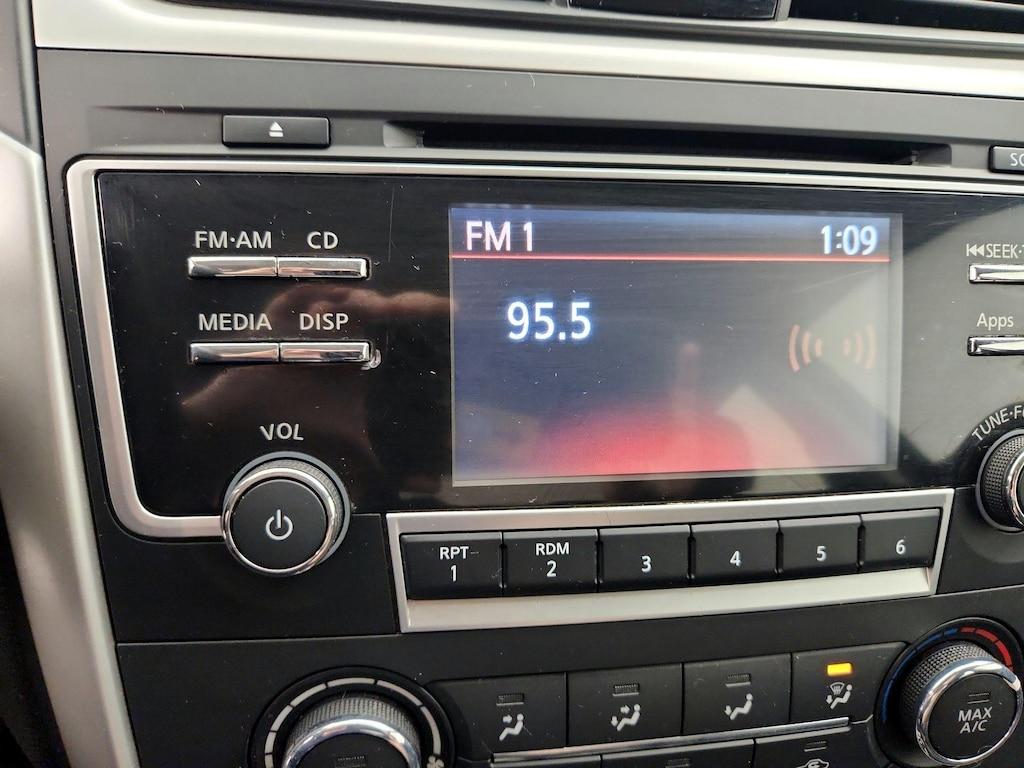 FM·AM CD
FM 1 1:09
SEEK
MEDIA DISP
95.5
Apps
VOL
RPT
1
RDM
2
3 4 5 6
MAX
A/C